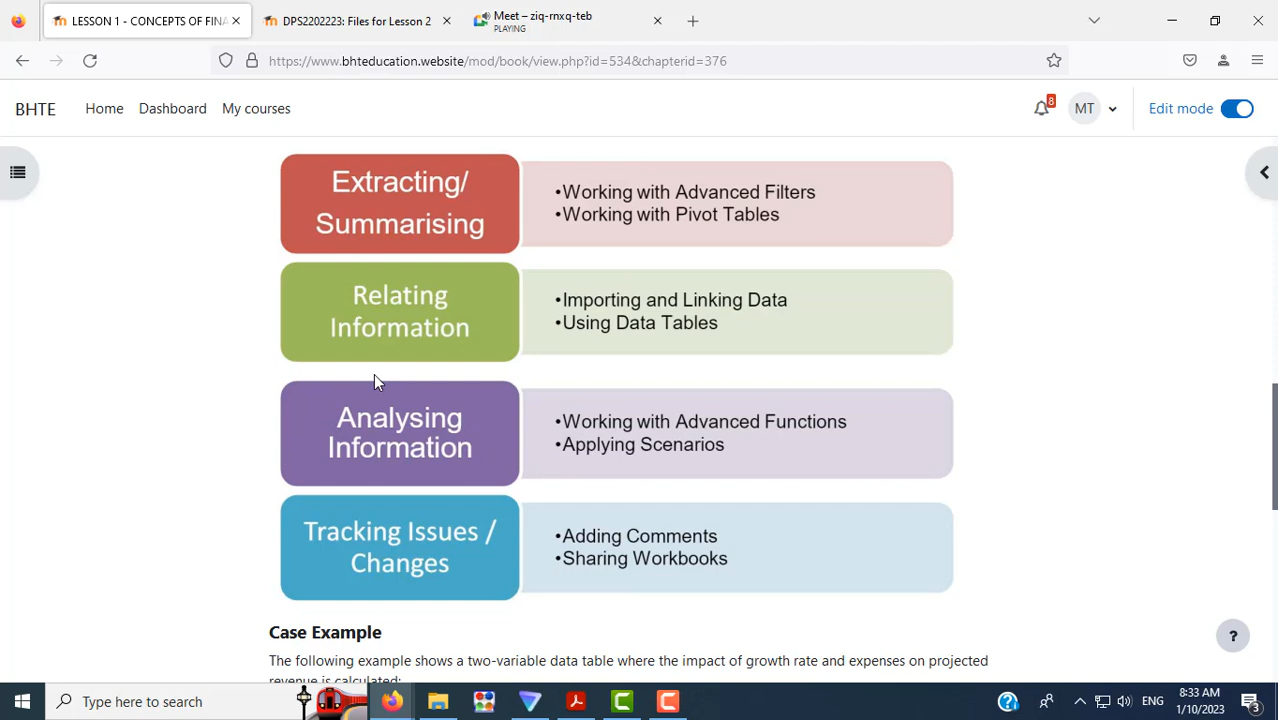 LESSON 1 - CONCEPTS OF FINA
DPS2202223: Files for Lesson 2
Meet – ziq-rnxq-teb
PLAYING
https://www.bhteducation.website/mod/book/view.php?id=534&chapterid=376
BHTE Home Dashboard My courses
8 MT Edit mode
Extracting/
Summarising
•Working with Advanced Filters
•Working with Pivot Tables
Relating
Information
•Importing and Linking Data
•Using Data Tables
Analysing
Information
•Working with Advanced Functions
•Applying Scenarios
Tracking Issues /
Changes
•Adding Comments
•Sharing Workbooks
Case Example
The following example shows a two-variable data table where the impact of growth rate and expenses on projected
revenue is calculated:
?
Type here to search
ENG
8:33 AM
1/10/2023
3